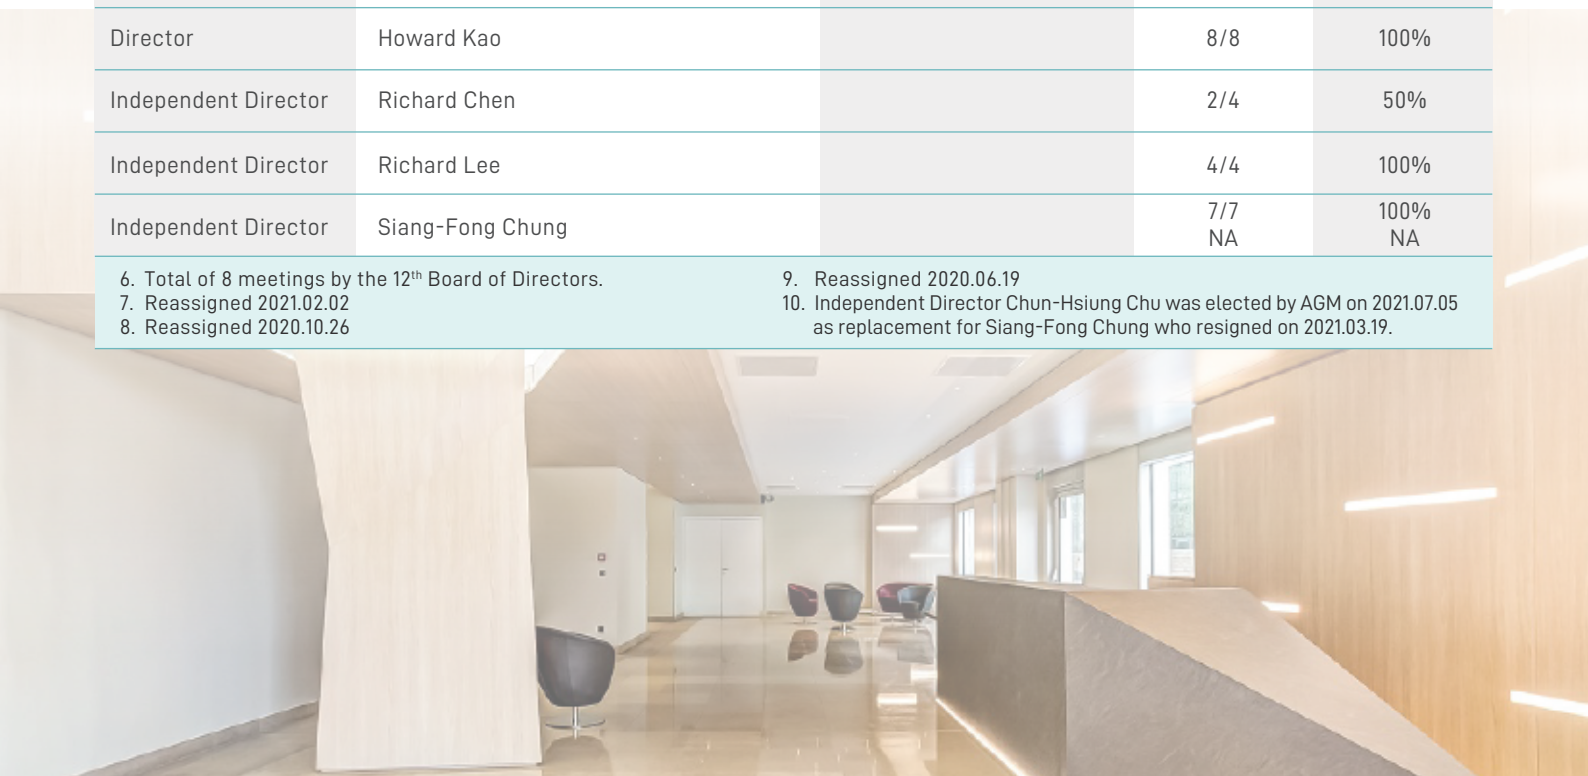 Director Howard Kao 8/8 100%
Independent Director Richard Chen 2/4 50%
Independent Director Richard Lee 4/4 100%
Independent Director Siang-Fong Chung 7/7 100%
NA NA
6. Total of 8 meetings by the 12th Board of Directors.
7. Reassigned 2021.02.02
8. Reassigned 2020.10.26
9. Reassigned 2020.06.19
10. Independent Director Chun-Hsiung Chu was elected by AGM on 2021.07.05
as replacement for Siang-Fong Chung who resigned on 2021.03.19.